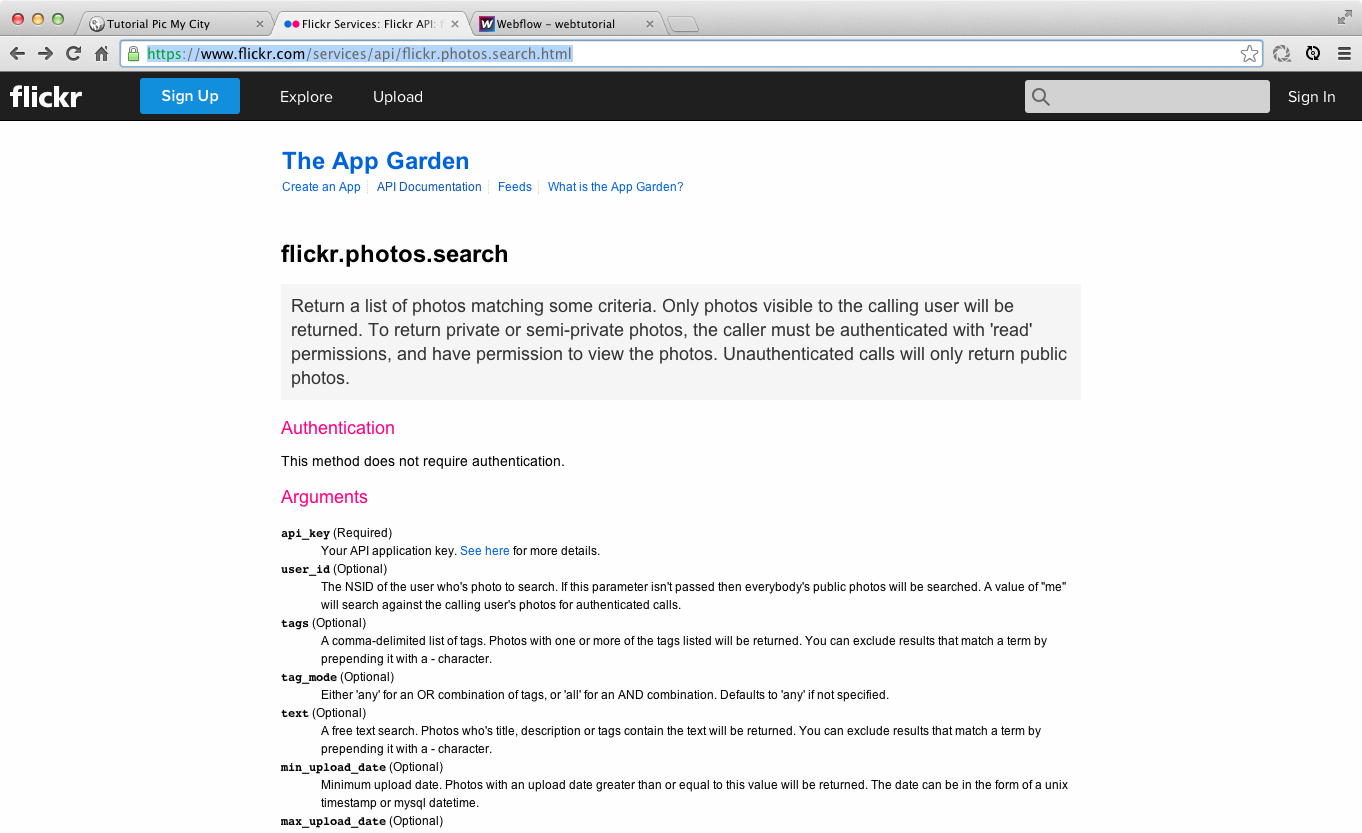 Tutorial Pic My City
Flickr Services: Flickr API: f
Webflow - webtutorial
https://www.flickr.com/services/api/flickr.photos.search.html
flickr
Sign Up
Explore
Upload
Sign In
The App Garden
Create an App
API Documentation
Feeds
What is the App Garden?
flickr.photos.search
Return a list of photos matching some criteria. Only photos visible to the calling user will be
returned. To return private or semi-private photos, the caller must be authenticated with 'read'
permissions, and have permission to view the photos. Unauthenticated calls will only return public
photos.
Authentication
This method does not require authentication.
Arguments
api_key (Required)
Your API application key. See here for more details.
user_id (Optional)
The NSID of the user who's photo to search. If this parameter isn't passed then everybody's public photos will be searched. A value of "me"
will search against the calling user's photos for authenticated calls.
tags (Optional)
A comma-delimited list of tags. Photos with one or more of the tags listed will be returned. You can exclude results that match a term by
prepending it with a - character.
tag_mode (Optional)
Either 'any' for an OR combination of tags, or 'all' for an AND combination. Defaults to 'any' if not specified.
text (Optional)
A free text search. Photos who's title, description or tags contain the text will be returned. You can exclude results that match a term by
prepending it with a - character.
min_upload_date (Optional)
Minimum upload date. Photos with an upload date greater than or equal to this value will be returned. The date can be in the form of a unix
timestamp or mysql datetime.
max_upload_date (Optional)